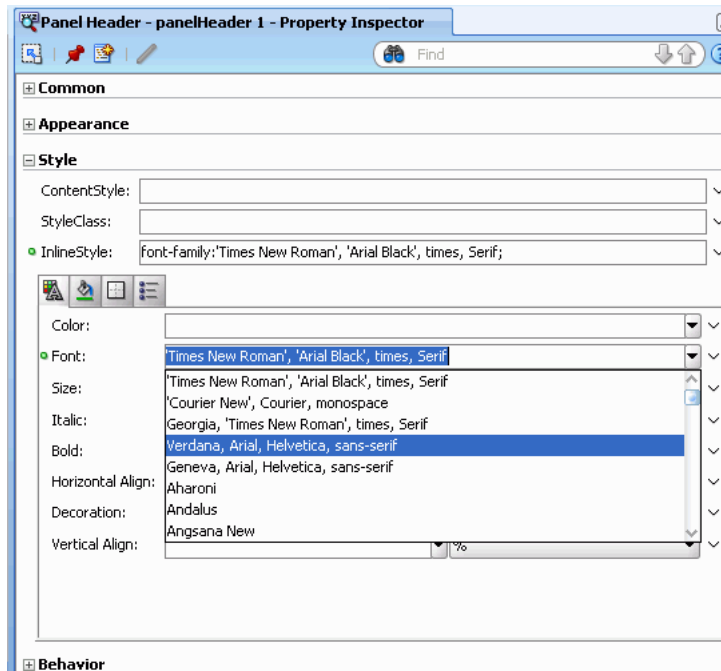 Panel Header - panelHeader 1 - Property Inspector
Find
Common
Appearance
Style
ContentStyle:
StyleClass:
InlineStyle: font-family:'Times New Roman', 'Arial Black', times, Serif;
Color:
Font: 'Times New Roman', 'Arial Black', times, Serif
Size: 'Times New Roman', 'Arial Black', times, Serif
'Courier New', Courier, monospace
Italic: Georgia, 'Times New Roman', times, Serif
Bold: Verdana, Arial, Helvetica, sans-serif
Geneva, Arial, Helvetica, sans-serif
Horizontal Align: Aharoni
Decoration: Andalus
Angsana New
Vertical Align: %
Behavior